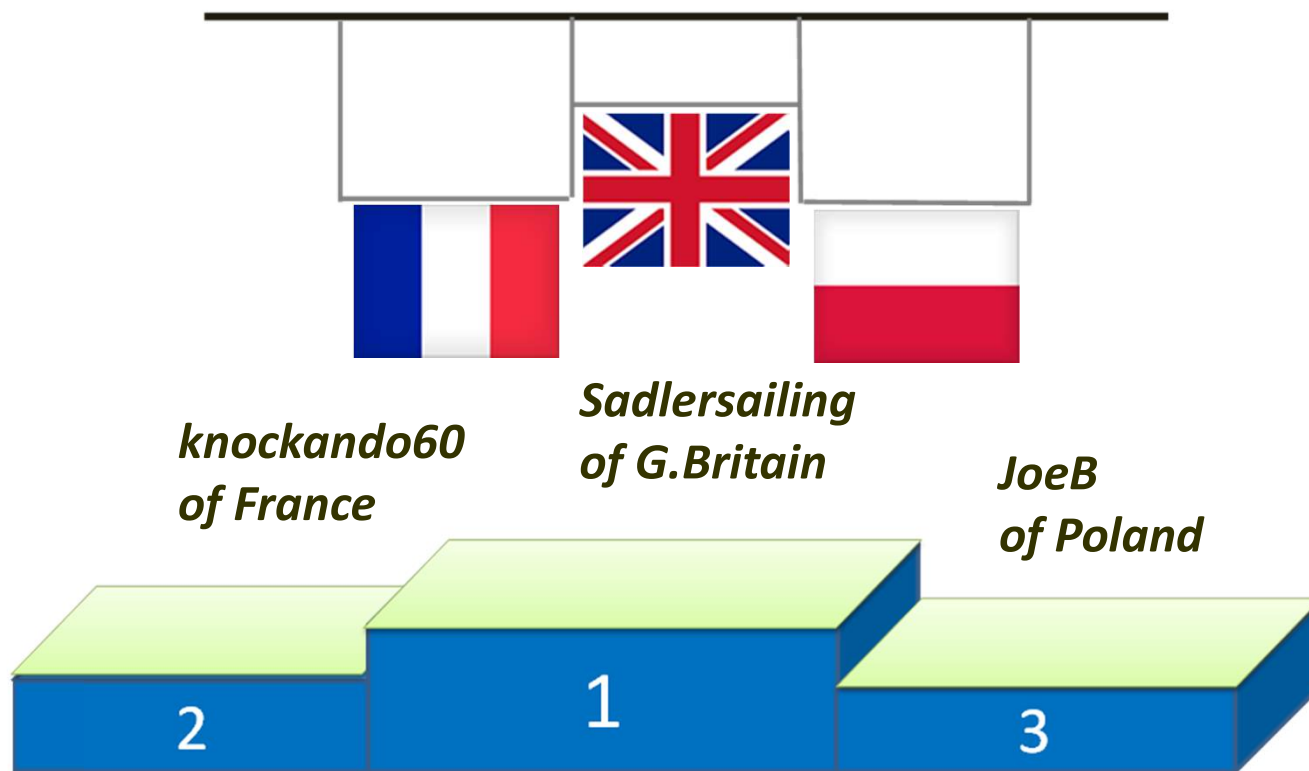 Sadlersailing
of G.Britain
knockando60
of France
JoeB
of Poland
1
2
3